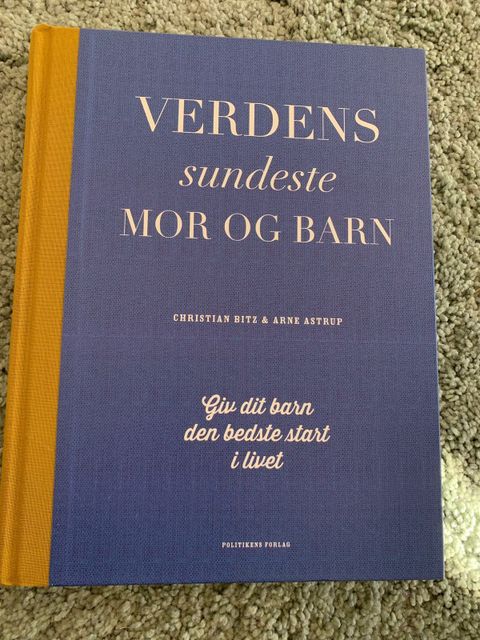 VERDENS
sundeste
MOR OG BARN
CHRISTIAN BITZ & ARNE ASTRUP
Giv dit barn
den bedste start
i livet
POLITIKENS FORLAG